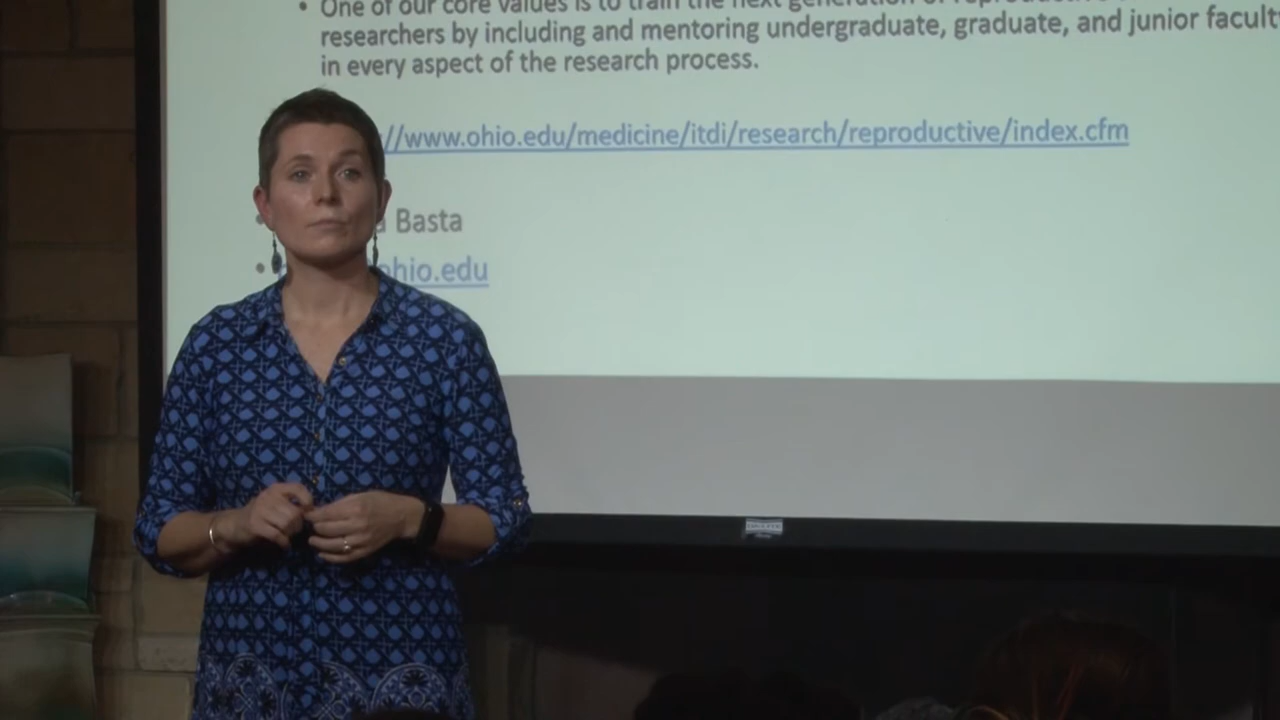 • One of our core values is to train the next generation of
researchers by including and mentoring undergraduate, graduate, and junior facult
in every aspect of the research process.
//www.ohio.edu/medicine/itdi/research/reproductive/index.cfm
Basta
ohio.edu